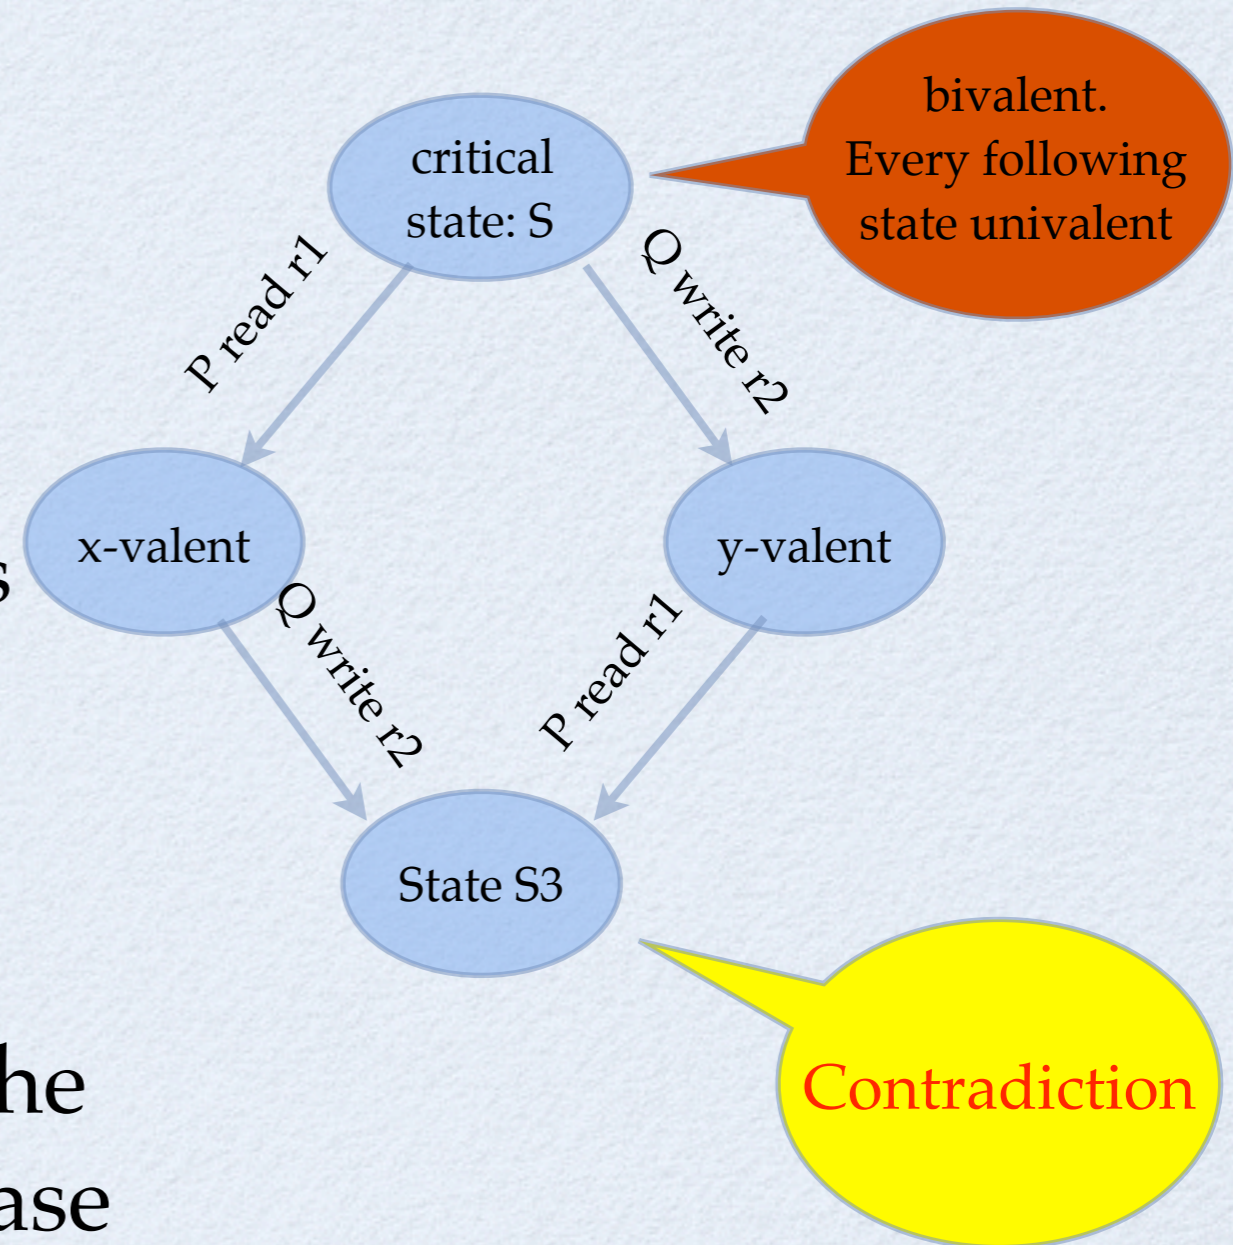 bivalent.
Every following
state univalent
critical
state: S
P read r1
Q write r2
x-valent
y-valent
s
Q write r2
P read r1
State S3
Contradiction
he
ase